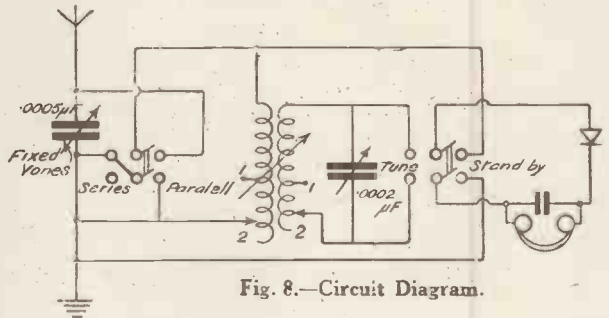 .0005μF
Fixed
Vanes
Series
Paralell
1
2
1
2
.0002
μF
Tune
Stand by
Fig. 8.—Circuit Diagram.